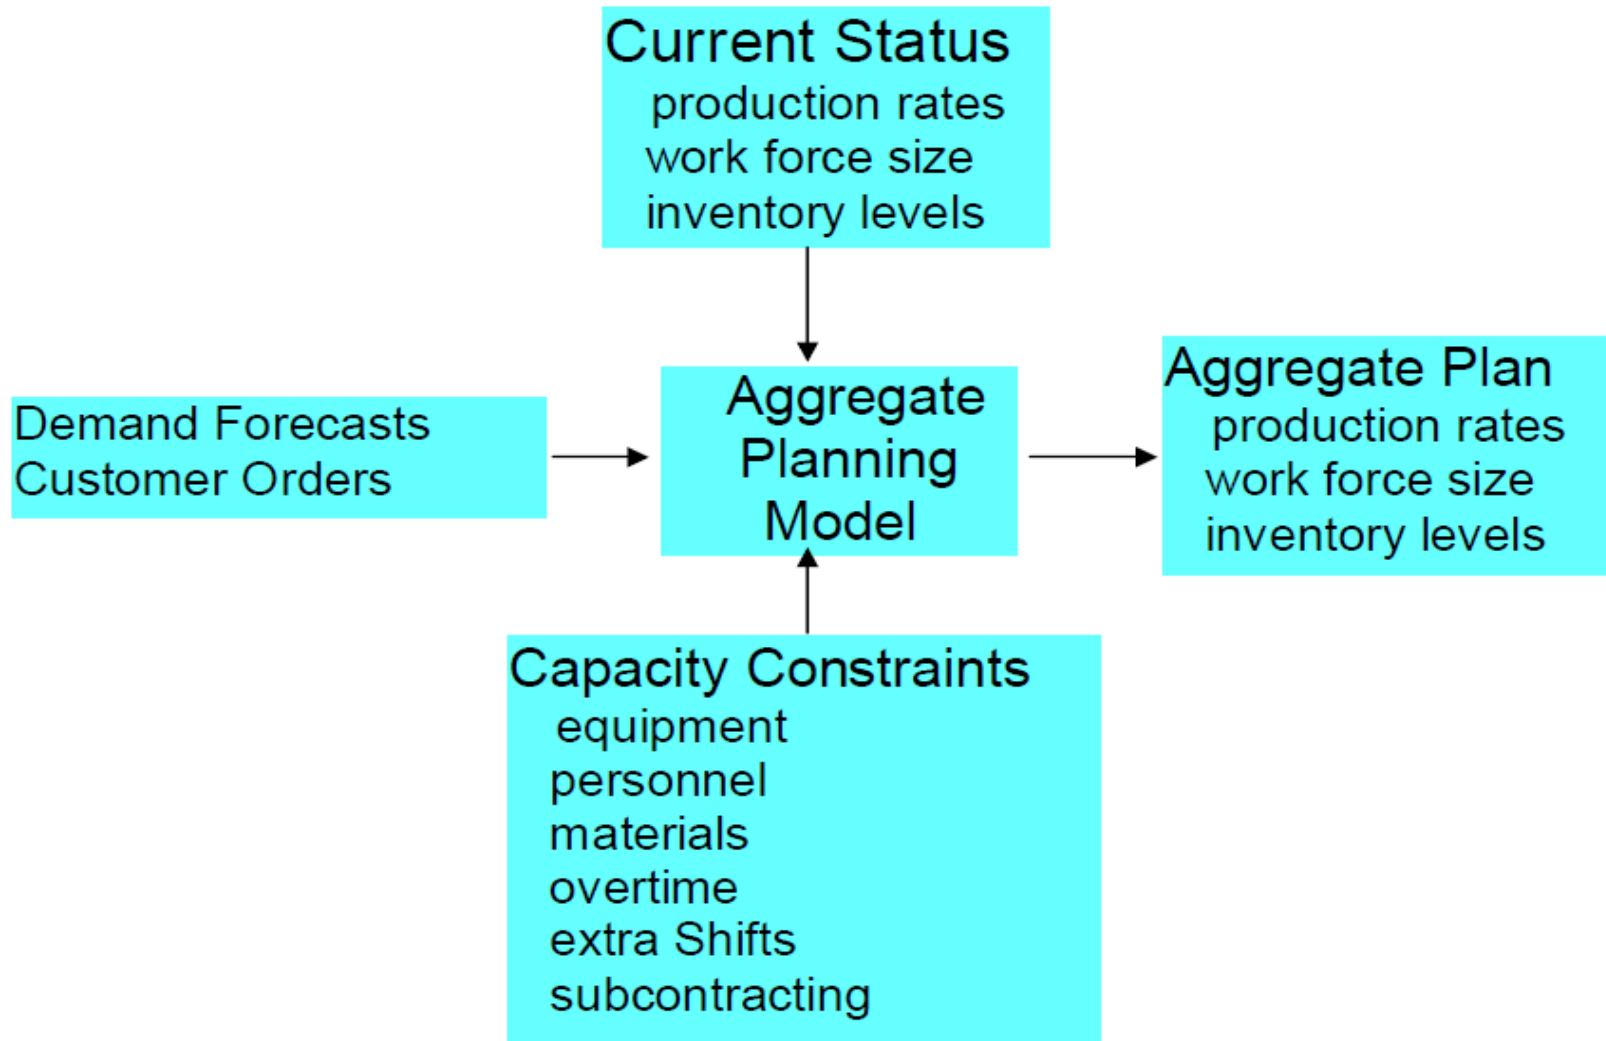 Current Status
production rates
work force size
inventory levels
Demand Forecasts
Customer Orders
Aggregate
Planning
Model
Aggregate Plan
production rates
work force size
inventory levels
Capacity Constraints
equipment
personnel
materials
overtime
extra Shifts
subcontracting